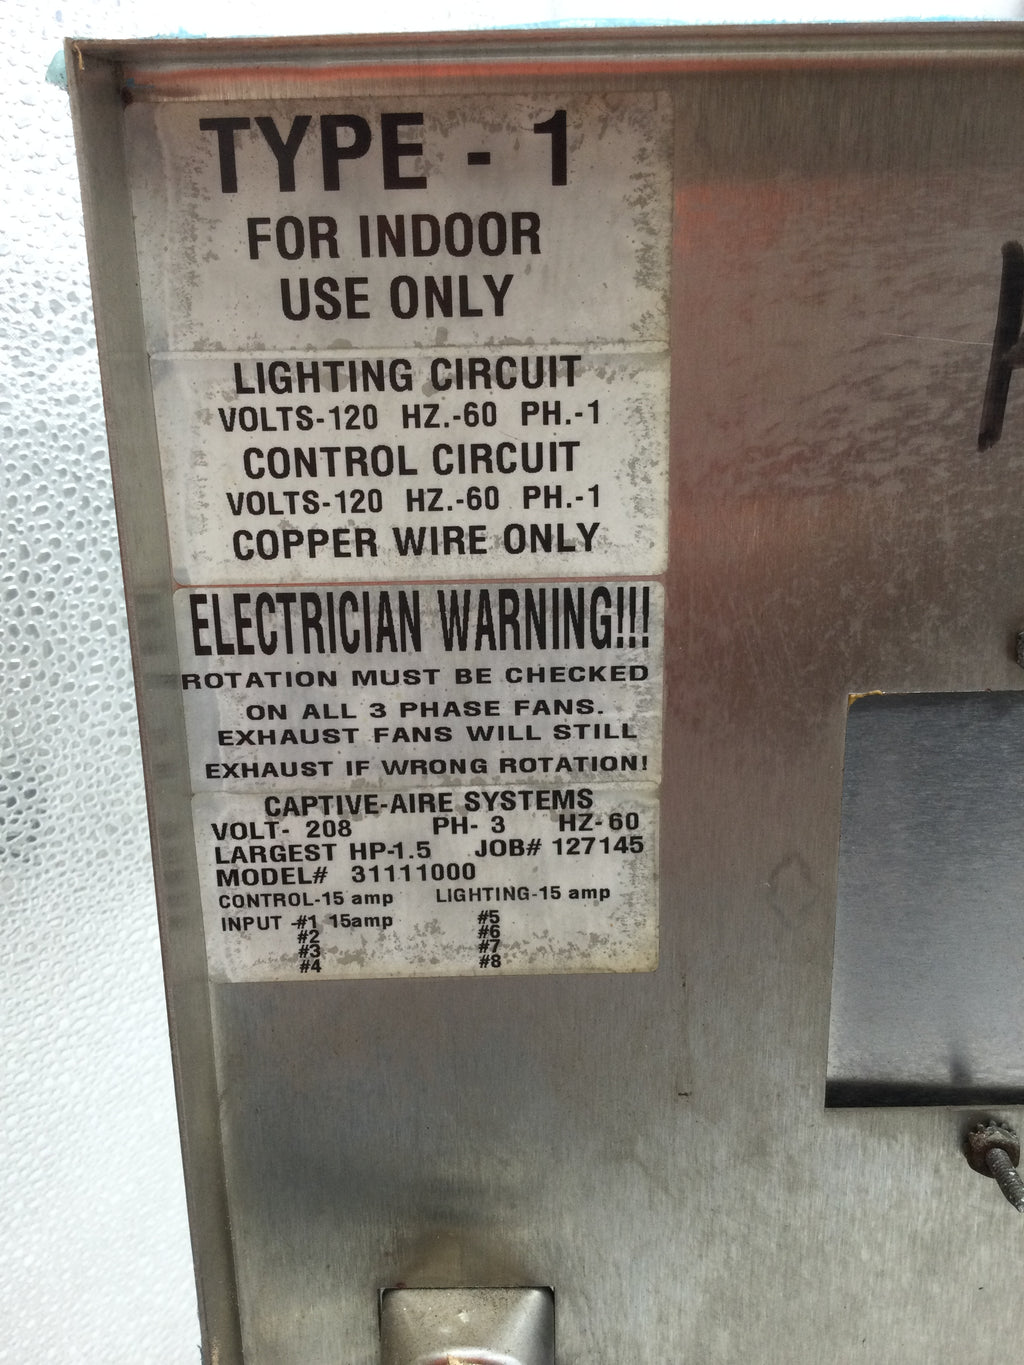 TYPE - 1
FOR INDOOR
USE ONLY
LIGHTING CIRCUIT
VOLTS-120 HZ.-60 PH.-1
CONTROL CIRCUIT
VOLTS-120 HZ.-60 PH.-1
COPPER WIRE ONLY
ELECTRICIAN WARNING!!!
ROTATION MUST BE CHECKED
ON ALL 3 PHASE FANS.
EXHAUST FANS WILL STILL
EXHAUST IF WRONG ROTATION!
CAPTIVE-AIRE SYSTEMS
VOLT- 208 PH- 3 HZ-60
LARGEST HP-1.5 JOB# 127145
MODEL# 31111000
CONTROL-15 amp LIGHTING-15 amp
INPUT -#1 15amp #5
#2 #6
#3 #7
#4 #8